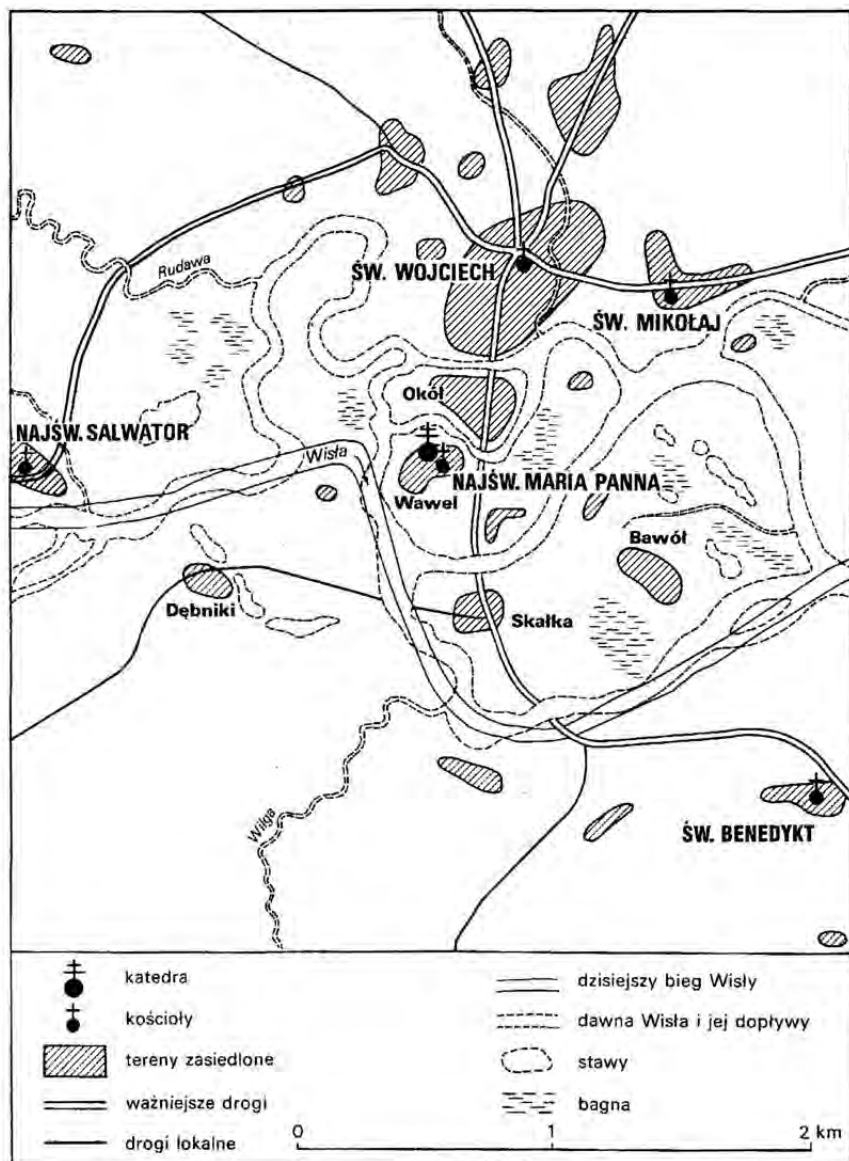 Rudawa
ŚW. WOJCIECH
ŚW. MIKOŁAJ
Okół
NAJŚW. SALWATOR
Wisła
NAJŚW. MARIA PANNA
Wawel
Bawół
Dębniki
Skałka
Wilga
ŚW. BENEDYKT
katedra
kościoły
tereny zasiedlone
ważniejsze drogi
drogi lokalne
dzisiejszy bieg Wisły
dawna Wisła i jej dopływy
stawy
bagna
0 1 2 km